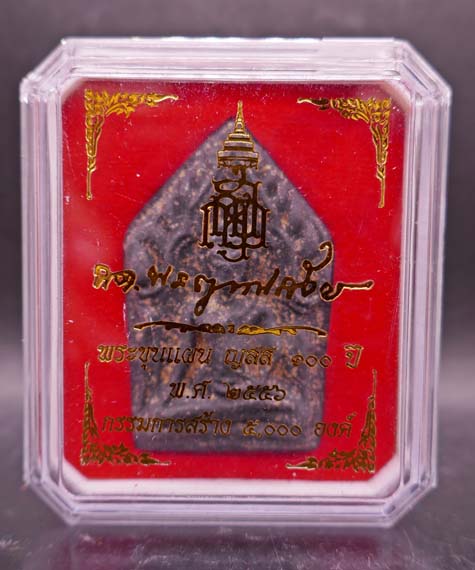 พระขุนแผน ญสส ๑๐๐ ปี
พ.ศ. ๒๕๕๖
กรรมการสร้าง ๕,๐๐๐ องค์